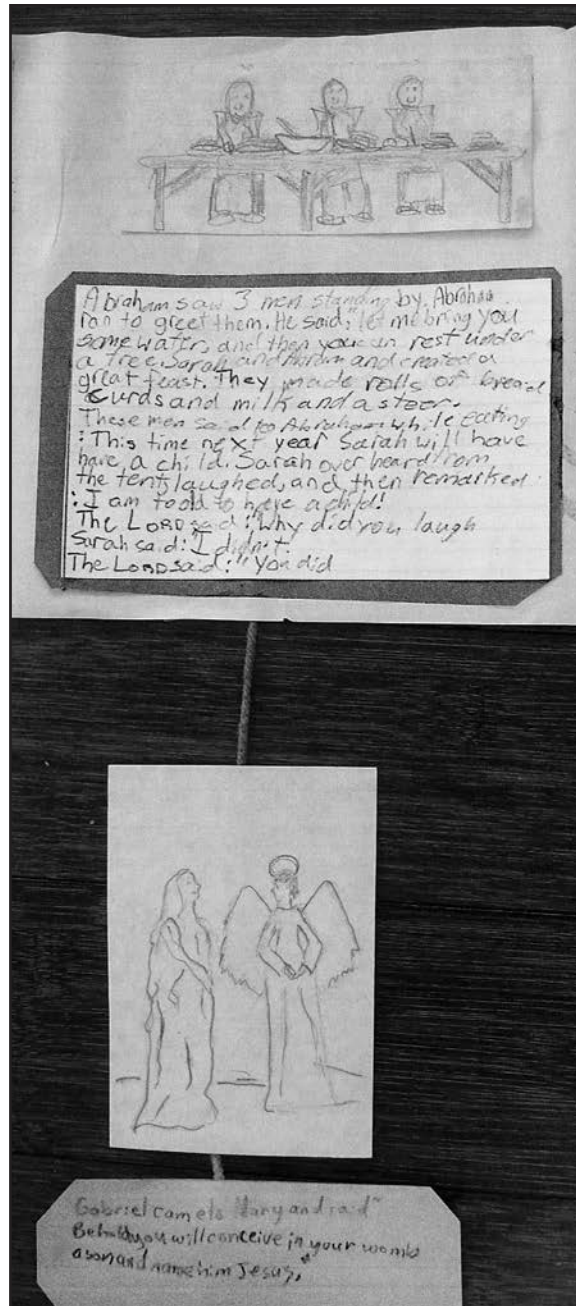 Abraham saw 3 men standing by. Abraham
ran to greet them. He said, "let me bring you
some water, and then you can rest under
a tree. Sarah and Abram and created a
great feast. They made rolls of bread
curds and milk and a steer.
These men said to Abraham while eating
: This time next year Sarah will have
have a child. Sarah over heard from
the tent, laughed, and then remarked
: I am to old to have a child!
The LORD said: "Why did you laugh
Sarah said: I didn't.
The LORD said: "You did
Gabriel came to Mary and said~
Behold you will conceive in your womb
a son and name him Jesus,"